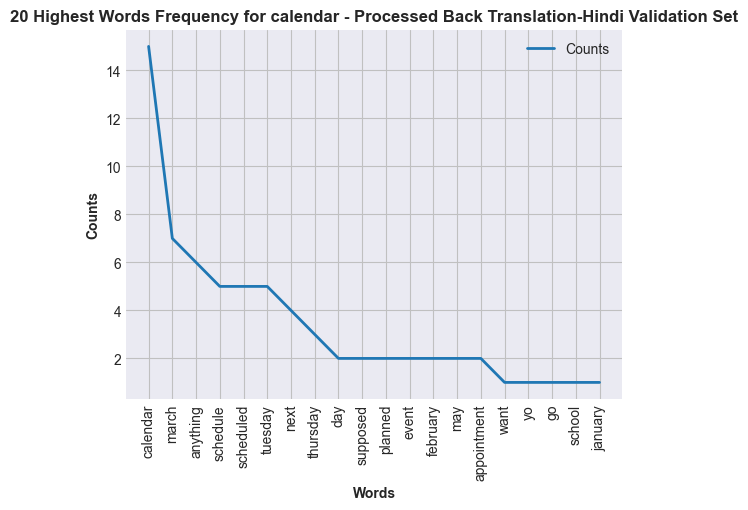 20 Highest Words Frequency for calendar - Processed Back Translation-Hindi Validation Set
Counts
14
12
10
8
6
4
2
Counts
calendar
march
anything
schedule
scheduled
tuesday
next
thursday
day
supposed
planned
event
february
may
appointment
want
yo
go
school
january
Words